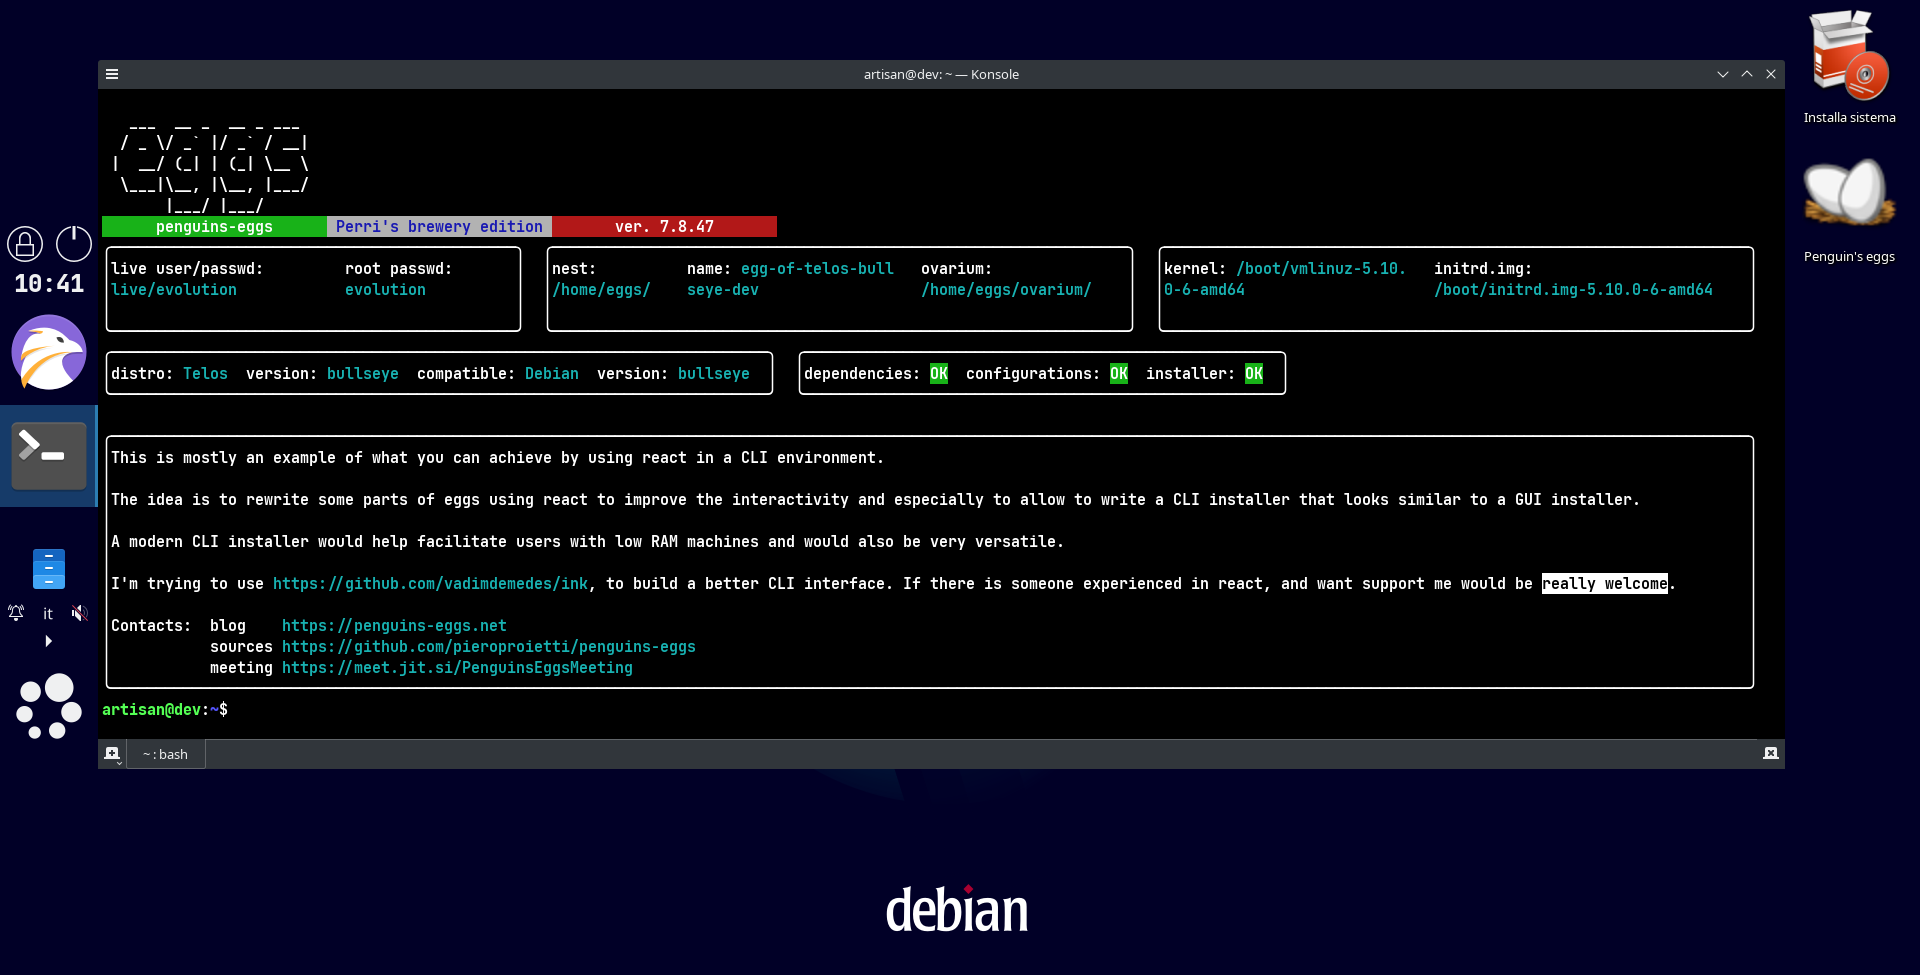 artisan@dev: ~ — Konsole
Installa sistema
Penguin's eggs
10:41
it
eggs
penguins-eggs Perri's brewery edition ver. 7.8.47
live user/passwd: root passwd:
live/evolution evolution
nest: name: egg-of-telos-bull ovarium:
/home/eggs/ seye-dev /home/eggs/ovarium/
kernel: /boot/vmlinuz-5.10. initrd.img:
0-6-amd64 /boot/initrd.img-5.10.0-6-amd64
distro: Telos version: bullseye compatible: Debian version: bullseye
dependencies: OK configurations: OK installer: OK
This is mostly an example of what you can achieve by using react in a CLI environment.
The idea is to rewrite some parts of eggs using react to improve the interactivity and especially to allow to write a CLI installer that looks similar to a GUI installer.
A modern CLI installer would help facilitate users with low RAM machines and would also be very versatile.
I'm trying to use https://github.com/vadimdemedes/ink, to build a better CLI interface. If there is someone experienced in react, and want support me would be really welcome.
Contacts: blog https://penguins-eggs.net
sources https://github.com/pieroproietti/penguins-eggs
meeting https://meet.jit.si/PenguinsEggsMeeting
artisan@dev:~$
~ : bash
debian